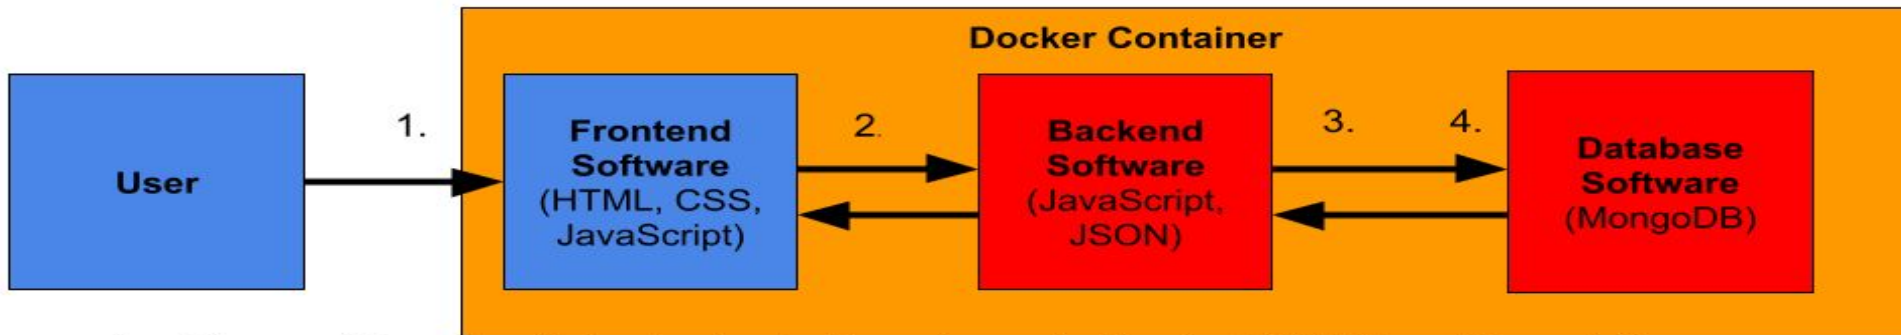 Docker Container
User
1.
Frontend
Software
(HTML, CSS,
JavaScript)
2.
Backend
Software
(JavaScript,
JSON)
3.
4.
Database
Software
(MongoDB)